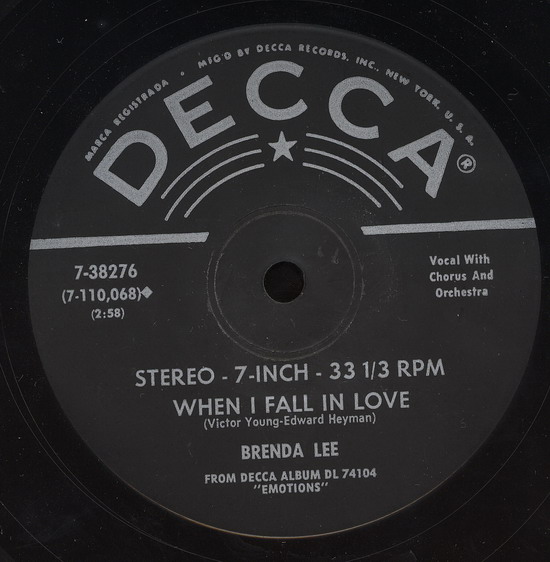 MARCA REGISTRADA • MFG'D BY DECCA RECORDS, INC., NEW YORK, U. S. A.
DECCA®
7-38276
(7-110,068)◆
(2:58)
Vocal With
Chorus And
Orchestra
STEREO - 7-INCH - 33 1/3 RPM
WHEN I FALL IN LOVE
(Victor Young-Edward Heyman)
BRENDA LEE
FROM DECCA ALBUM DL 74104
"EMOTIONS"